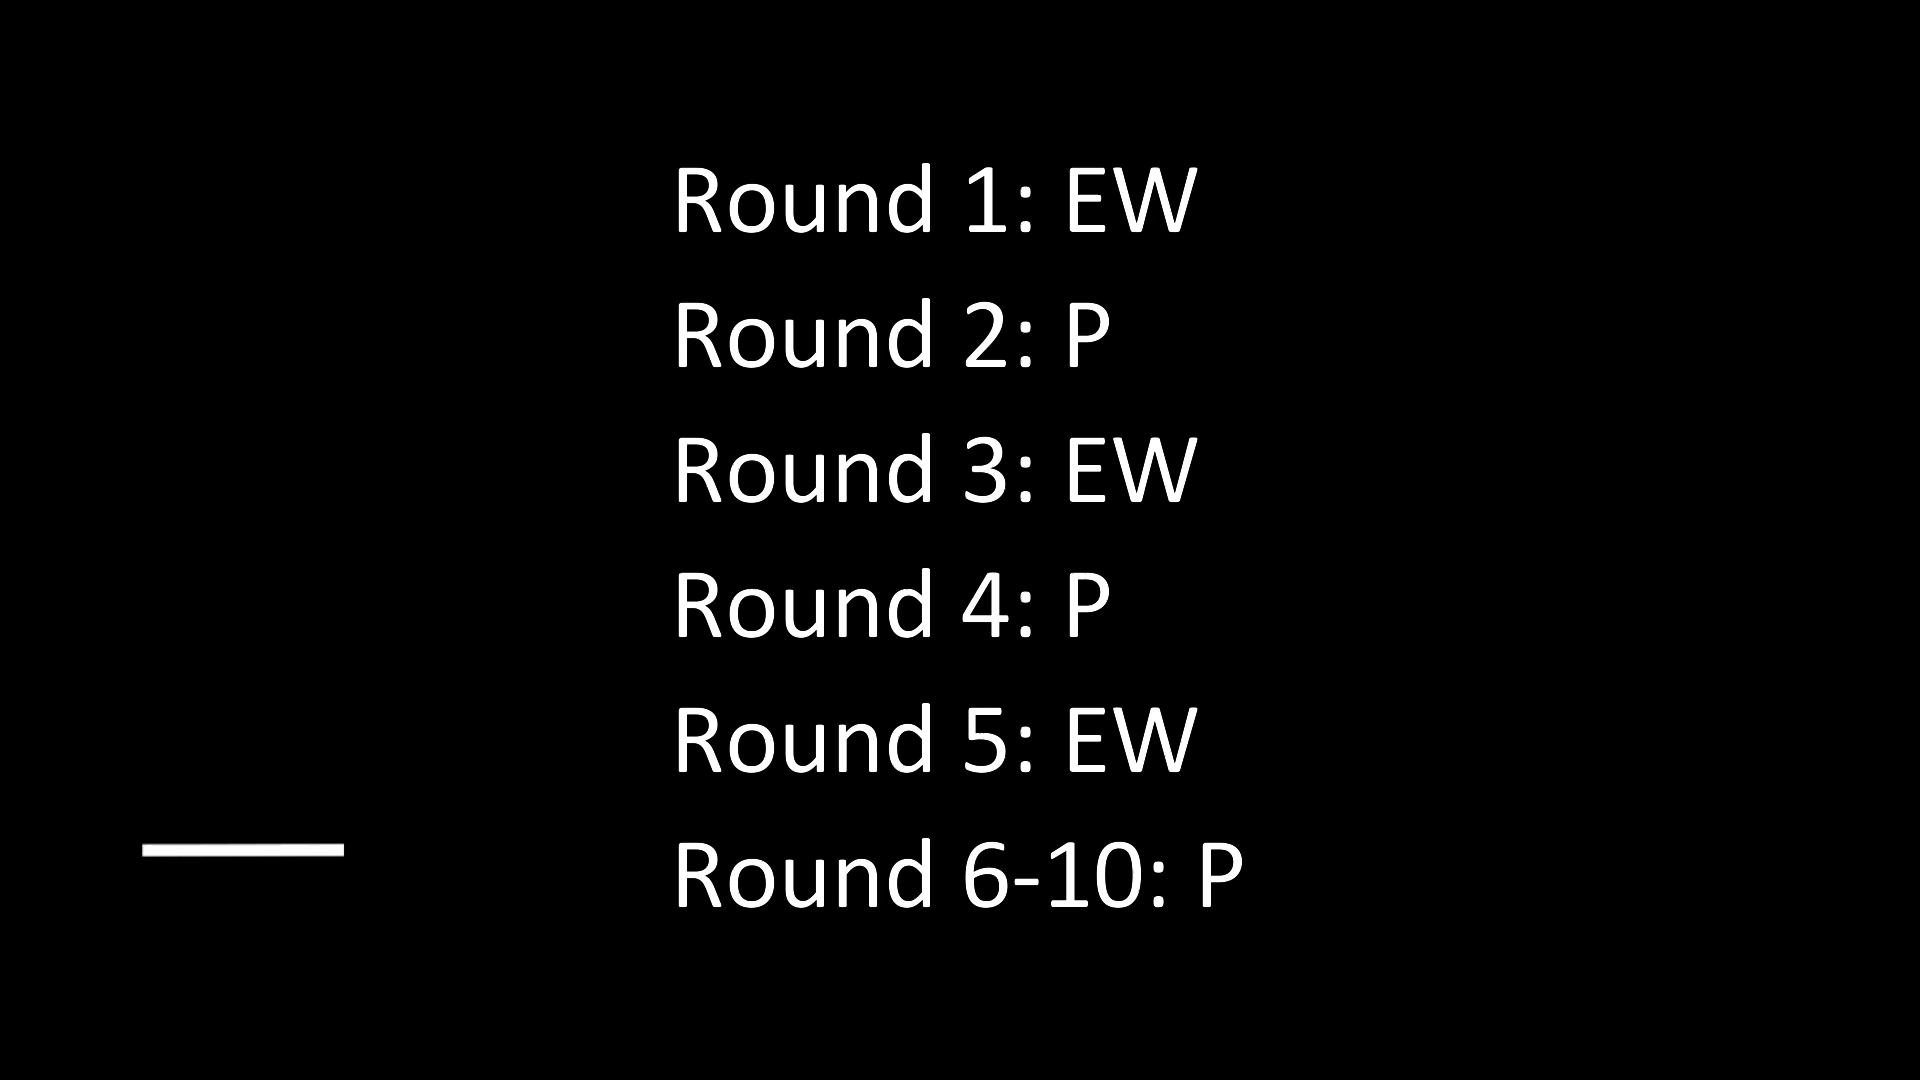 Round 1: EW
Round 2: P
Round 3: EW
Round 4: P
Round 5: EW
Round 6-10: P